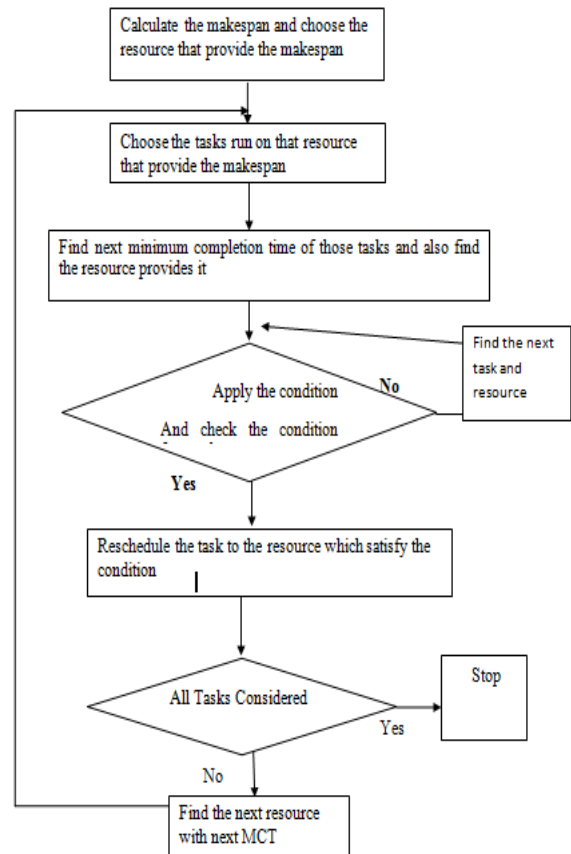 Calculate the makespan and choose the
resource that provide the makespan
Choose the tasks run on that resource
that provide the makespan
Find next minimum completion time of those tasks and also find
the resource provides it
Find the next
task and
resource
Apply the condition
No
And check the condition
Yes
Reschedule the task to the resource which satisfy the
condition
All Tasks Considered
Stop
Yes
No
Find the next resource
with next MCT